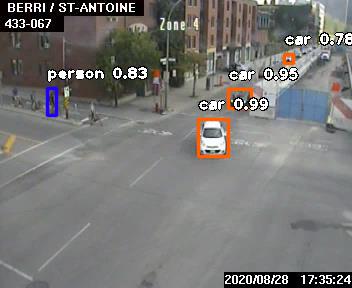 BERRI / ST-ANTOINE
433-067
Zone 4
car 0.78
person 0.83
car 0.95
car 0.99
2020/08/28 17:35:24